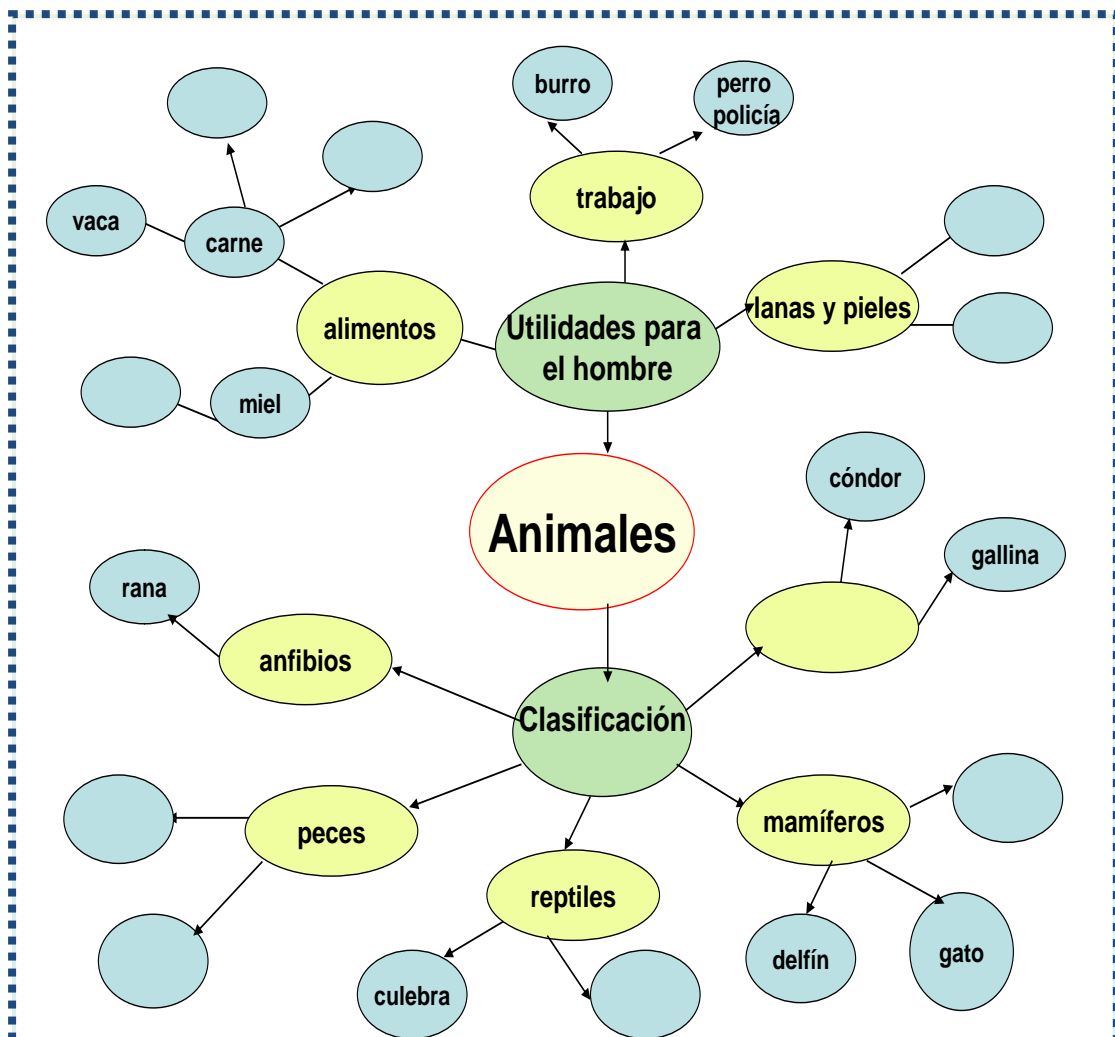 burro
perro
policía
trabajo
vaca
carne
lanas y pieles
alimentos
Utilidades para
el hombre
miel
cóndor
Animales
gallina
rana
anfibios
Clasificación
peces
mamíferos
reptiles
delfín
gato
culebra